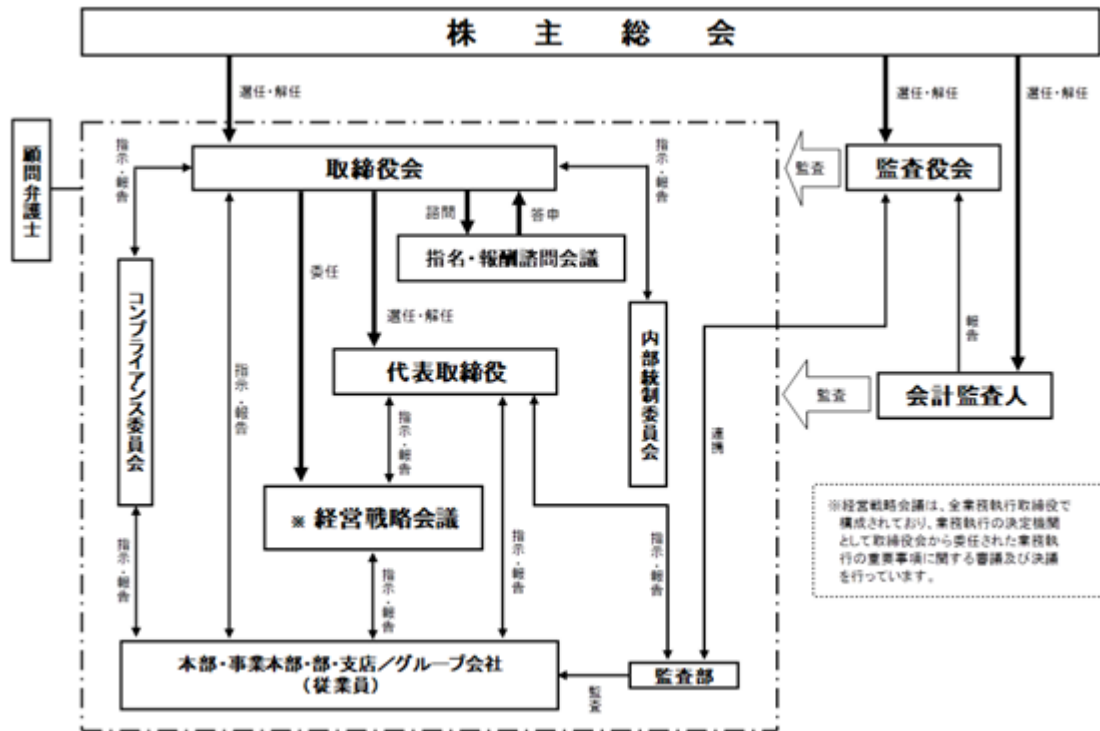 株主総会
選任・解任
選任・解任
選任・解任
顧問弁護士
指示・報告
取締役会
指示・報告
監査
監査役会
諮問
答申
指名・報酬諮問会議
委任
選任・解任
コンプライアンス委員会
指示・報告
代表取締役
内部統制委員会
報告
監査
会計監査人
指示・報告
連携
※ 経営戦略会議
※経営戦略会議は、全業務執行取締役で
構成されており、業務執行の決定機関
として取締役会から委任された業務執
行の重要事項に関する審議及び決議
を行っています。
指示・報告
指示・報告
指示・報告
指示・報告
本部・事業本部・部・支店／グループ会社
（従業員）
監査
監査部